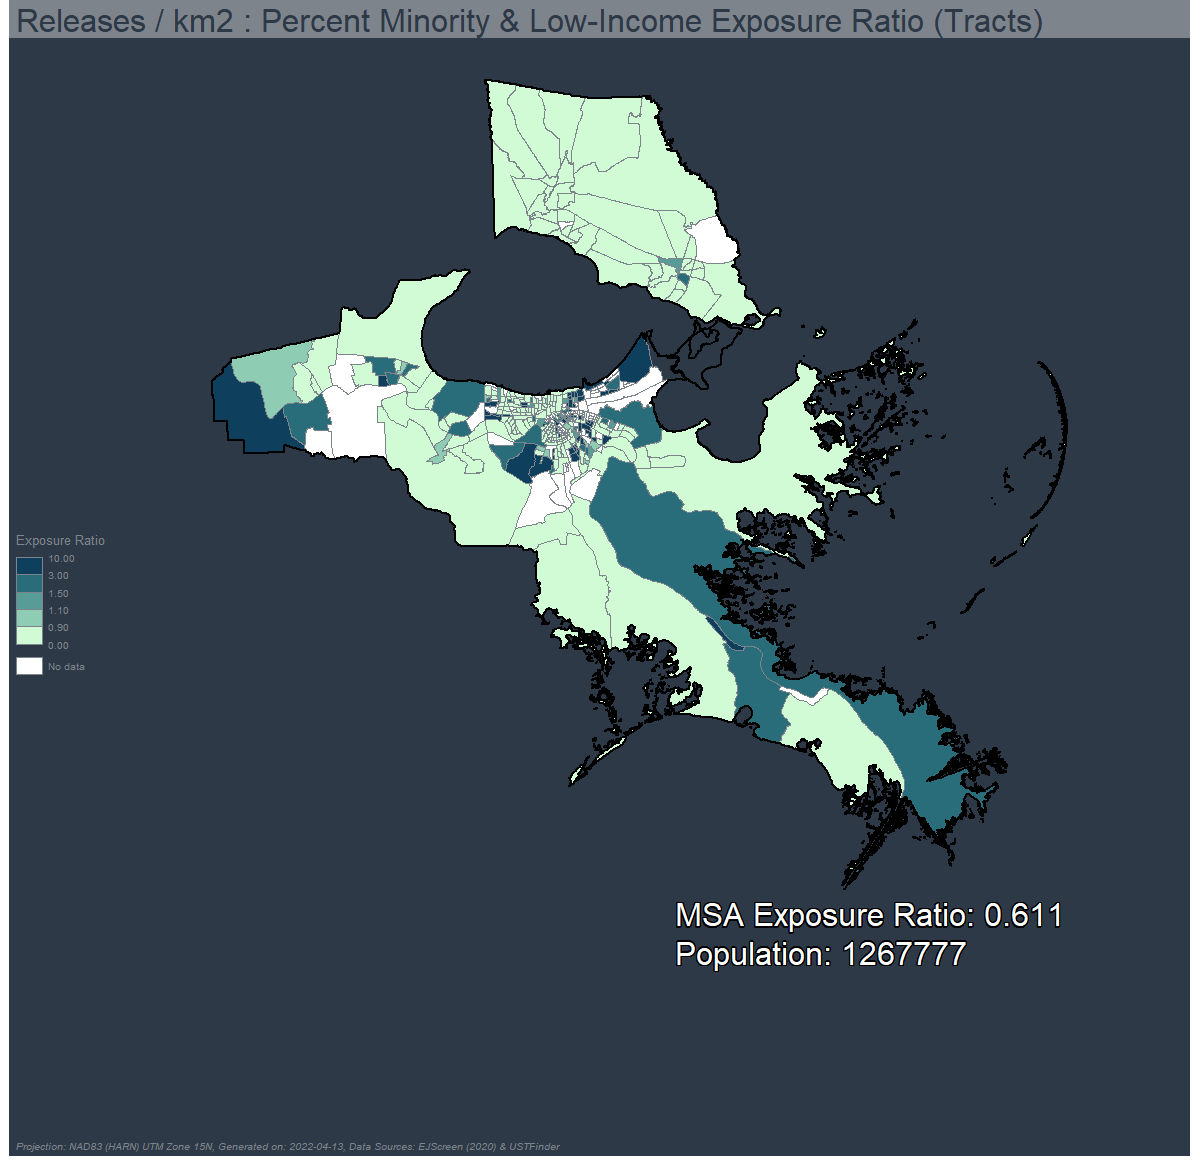 Releases / km2 : Percent Minority & Low-Income Exposure Ratio (Tracts)
Exposure Ratio
10.00
3.00
1.50
1.10
0.90
0.00
No data
MSA Exposure Ratio: 0.611
Population: 1267777
Projection: NAD83 (HARN) UTM Zone 15N, Generated on: 2022-04-13, Data Sources: EJScreen (2020) & USTFinder